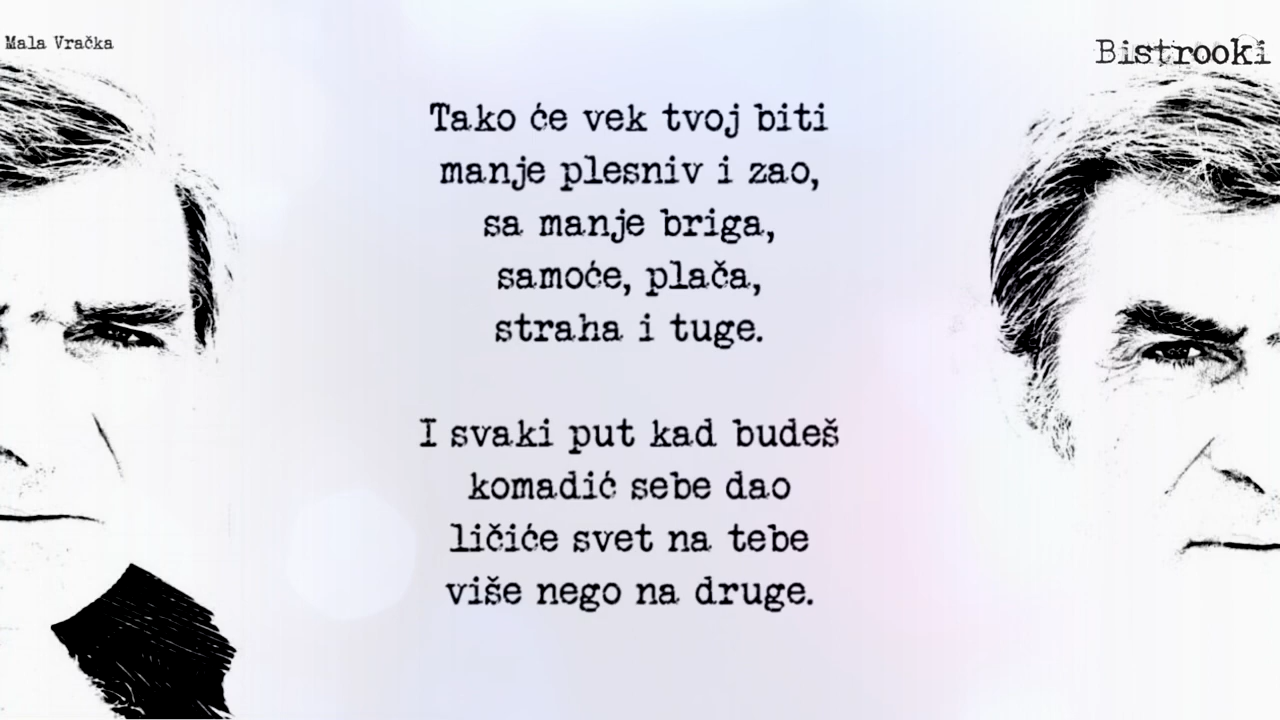 Mala Vračka
Bistrooki
Tako će vek tvoj biti
manje plesniv i zao,
sa manje briga,
samoće, plača,
straha i tuge.
I svaki put kad budeš
komadić sebe dao
ličiće svet na tebe
više nego na druge.